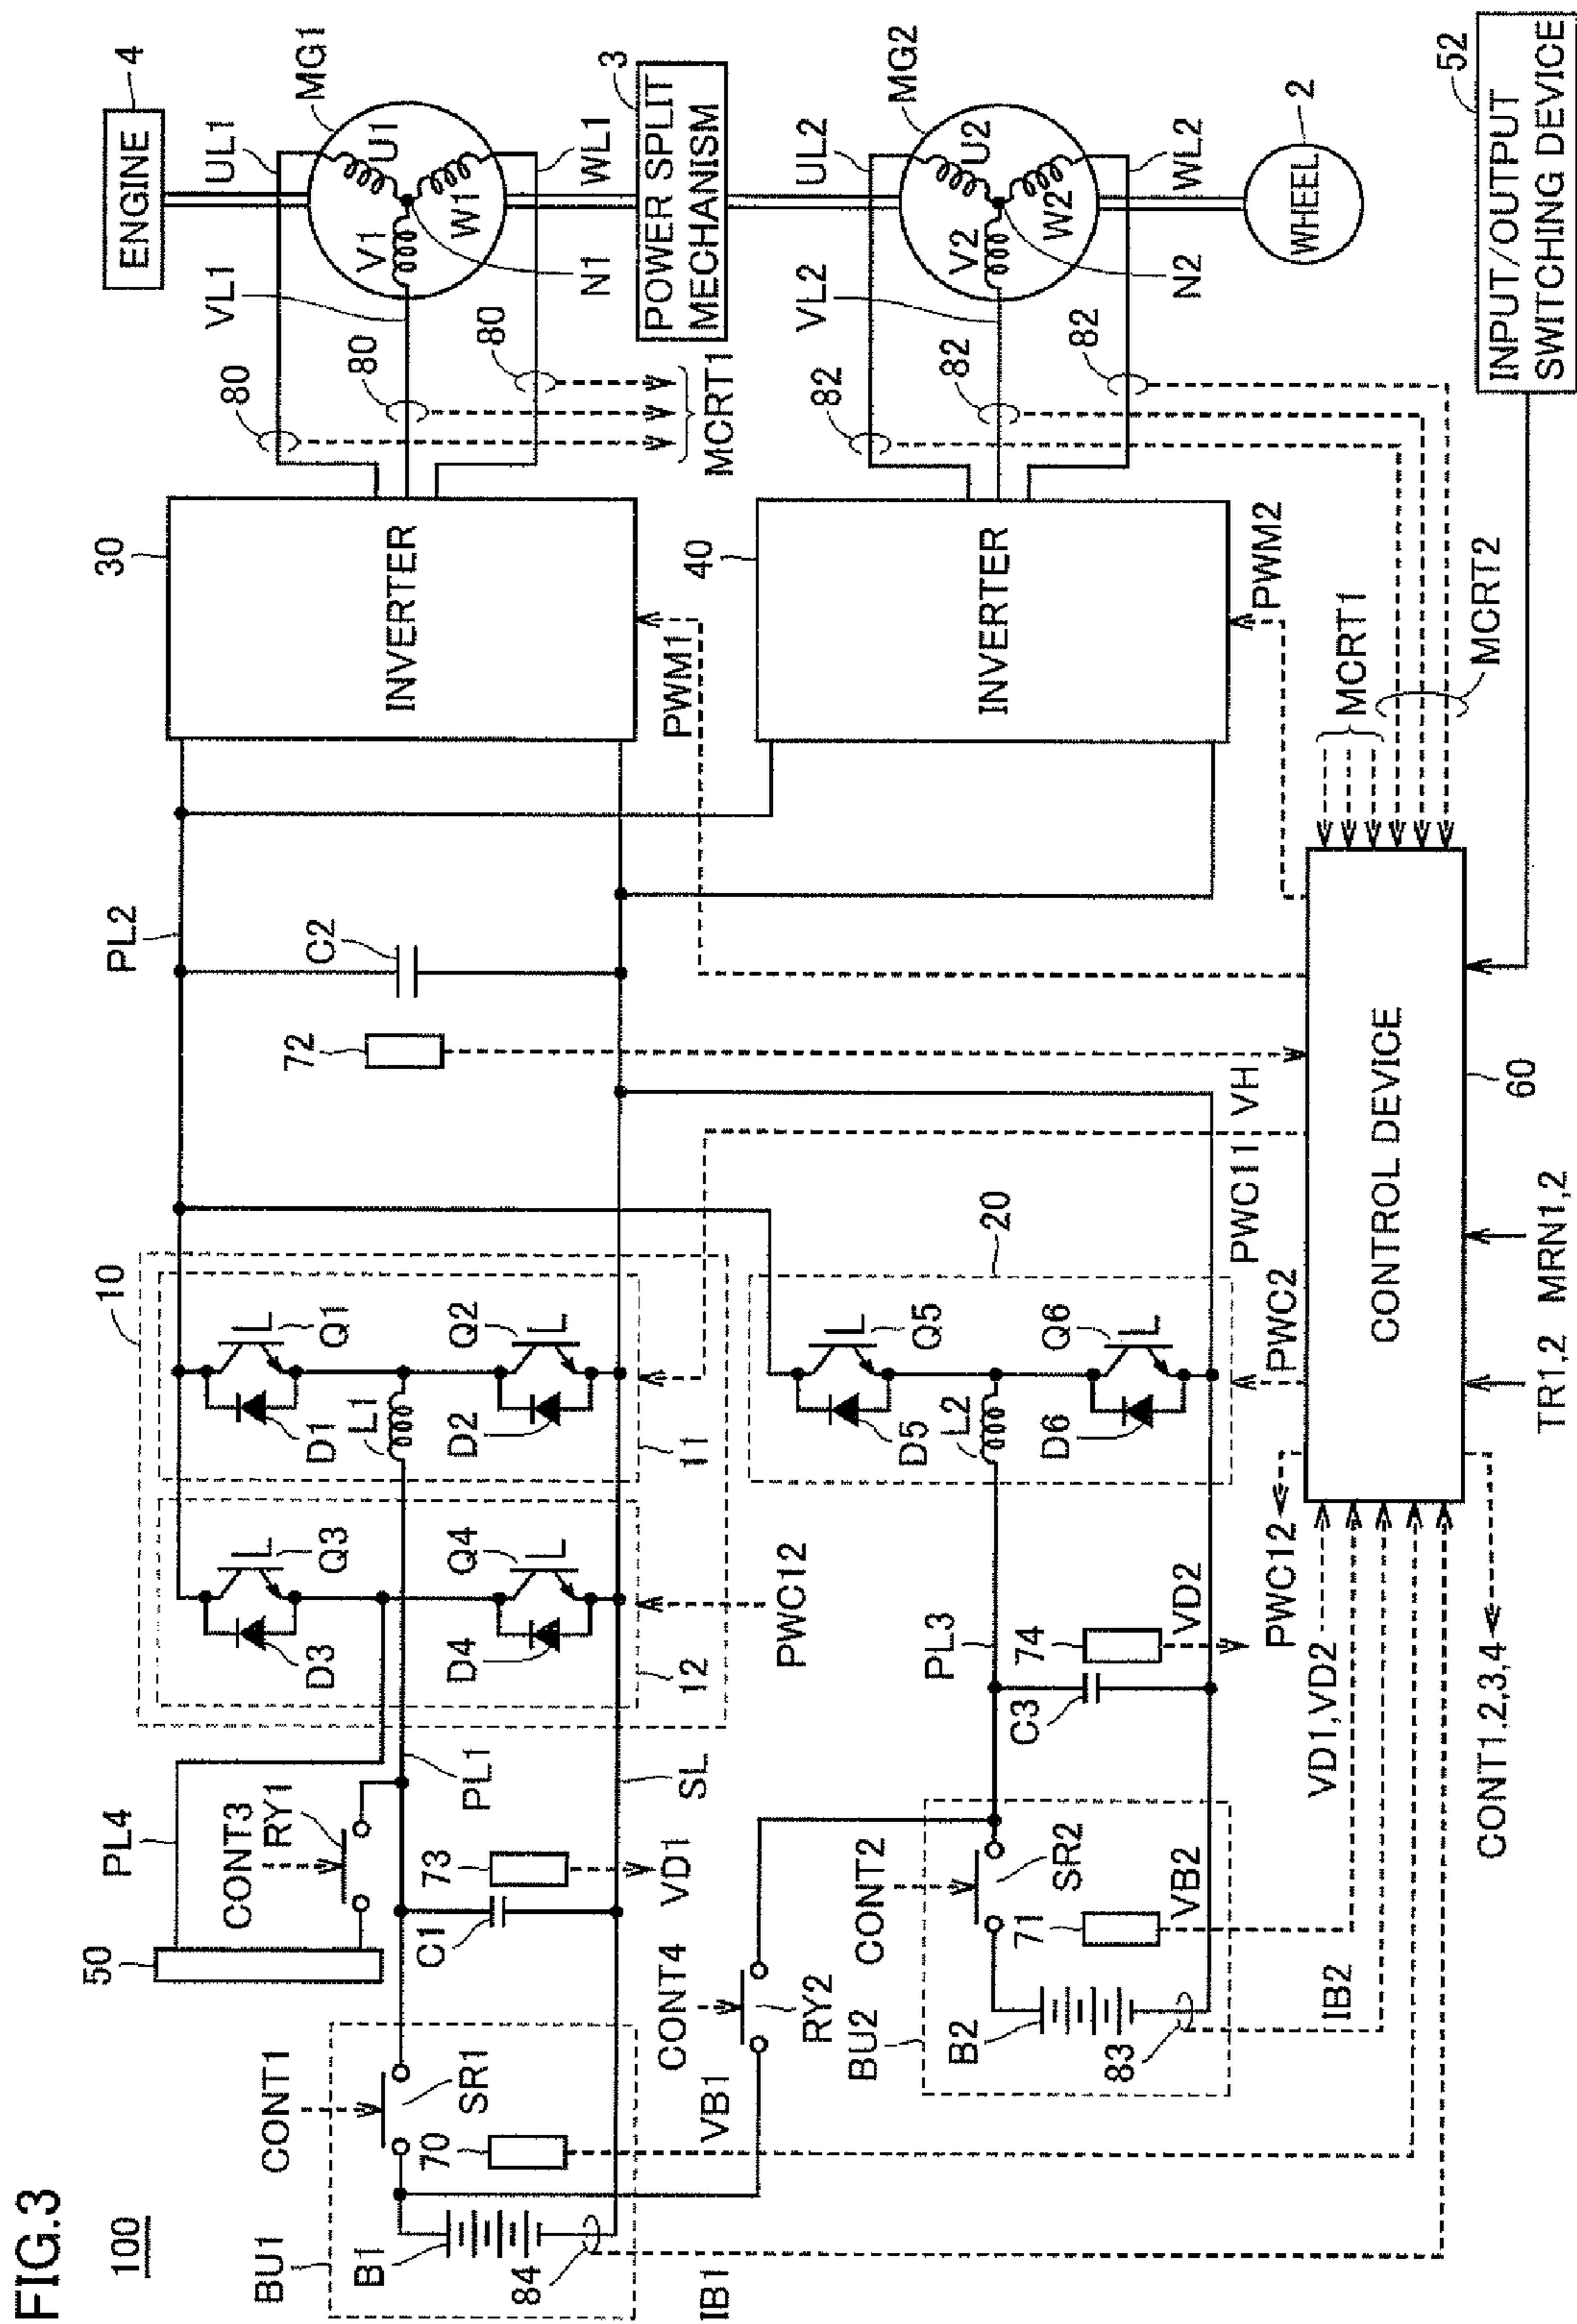 FIG.3
100
ENGINE
4
MG1
UL1
U1
V1
W1
VL1
N1
WL1
3
POWER SPLIT
MECHANISM
MG2
UL2
U2
V2
W2
VL2
N2
WL2
2
WHEEL
52
INPUT/OUTPUT
SWITCHING DEVICE
80
80
80
MCRT1
82
82
82
30
INVERTER
PWM1
40
INVERTER
PWM2
MCRT1
MCRT2
PL2
C2
72
VH
PWC11
10
Q1
D1
L1
Q2
D2
11
Q3
D3
Q4
D4
12
PWC12
20
Q5
D5
L2
Q6
D6
PWC2
CONTROL DEVICE
60
MRN1,2
TR1,2
PWC12
VD1,VD2
CONT1,2,3,4
PL4
50
CONT3
RY1
PL1
SL
73
C1
VD1
PL3
74
C3
VD2
CONT1
SR1
70
BU1
B1
84
VB1
IB1
CONT4
RY2
CONT2
SR2
71
BU2
B2
83
VB2
IB2